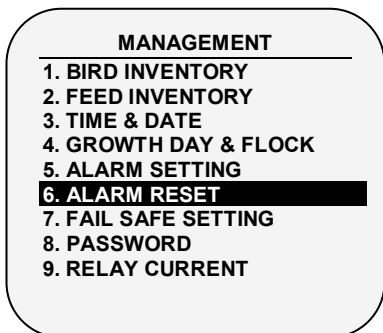 MANAGEMENT
1. BIRD INVENTORY
2. FEED INVENTORY
3. TIME & DATE
4. GROWTH DAY & FLOCK
5. ALARM SETTING
6. ALARM RESET
7. FAIL SAFE SETTING
8. PASSWORD
9. RELAY CURRENT